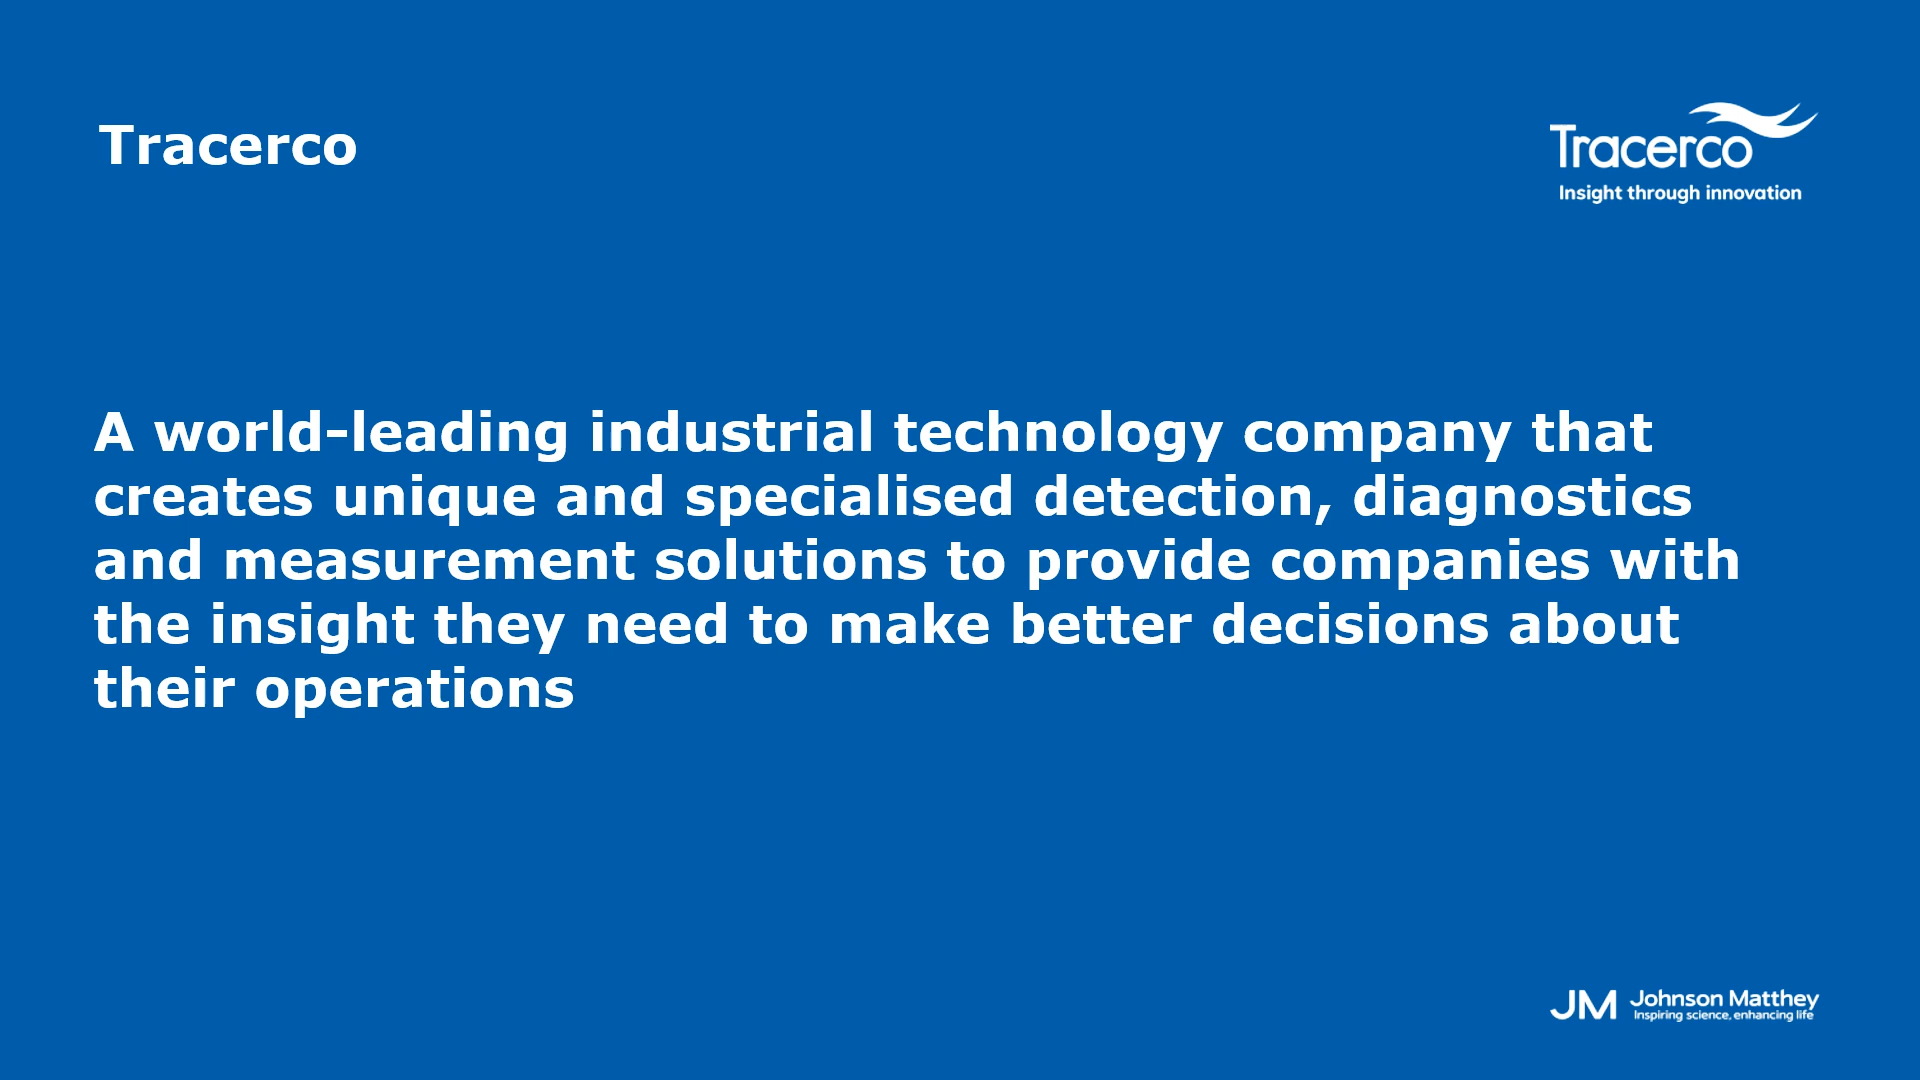 Tracerco
Tracerco
Insight through innovation
A world-leading industrial technology company that
creates unique and specialised detection, diagnostics
and measurement solutions to provide companies with
the insight they need to make better decisions about
their operations
JM Johnson Matthey
Inspiring science, enhancing life